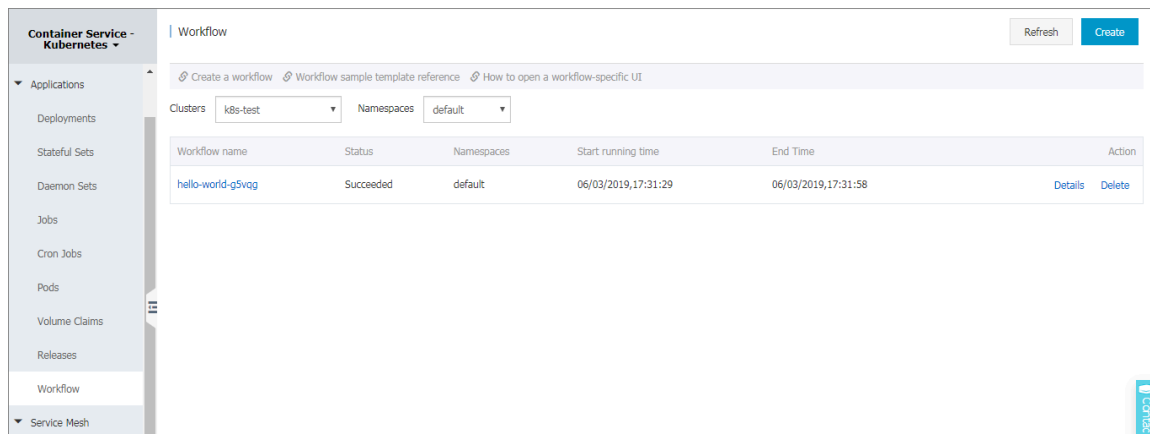 Container Service -
Kubernetes
Applications
Deployments
Stateful Sets
Daemon Sets
Jobs
Cron Jobs
Pods
Volume Claims
Releases
Workflow
Service Mesh
Workflow
Refresh
Create
Create a workflow Workflow sample template reference How to open a workflow-specific UI
Clusters k8s-test Namespaces default
Workflow name Status Namespaces Start running time End Time Action
hello-world-g5vqg Succeeded default 06/03/2019,17:31:29 06/03/2019,17:31:58 Details Delete